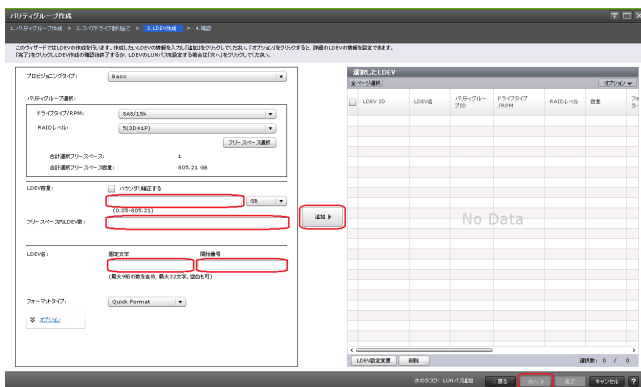 パリティグループ作成
1.パリティグループ作成 > 2.スペアドライブ割り当て > 3.LDEV作成 > 4.確認
このウィザードではLDEVの作成を行います。作成したいLDEVの情報を入力し「追加」をクリックしてください。「オプション」をクリックすると、詳細のLDEVの情報を設定できます。
「完了」をクリックしLDEV作成の確認後終了するか、LDEVのLUNパスを設定する場合は「次へ」をクリックしてください。
プロビジョニングタイプ: Basic
パリティグループ選択:
ドライブタイプ/RPM: SAS/15k
RAIDレベル: 5(3D+1P)
フリースペース選択
合計選択フリースペース: 1
合計選択フリースペース容量: 805.21 GB
LDEV容量: バウンダリ補正する
GB
(0.05-805.21)
フリースペース内LDEV数:
LDEV名: 固定文字 開始番号
(最大9桁の数を含め、最大32文字。空白も可)
フォーマットタイプ: Quick Format
オプション
追加
選択したLDEV
全ページ選択 オプション
LDEV ID LDEV名 パリティグループID ドライブタイプ/RPM RAIDレベル 容量
No Data
LDEV設定変更 削除 選択数: 0 / 0
次のタスク: LUNパス追加 戻る 次へ 完了 キャンセル ?